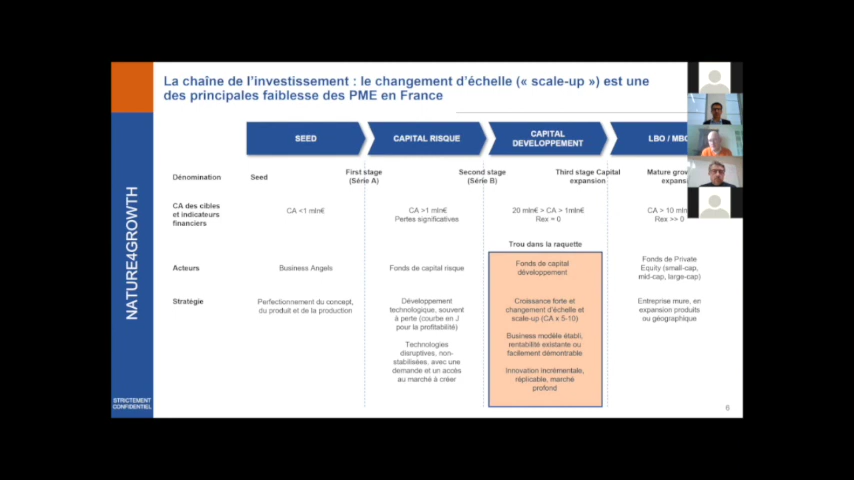 La chaîne de l'investissement : le changement d'échelle (« scale-up ») est une
des principales faiblesse des PME en France
SEED
CAPITAL RISQUE
CAPITAL
DEVELOPPEMENT
LBO / MBO
Dénomination
Seed
First stage
(Série A)
Second stage
(Série B)
Third stage Capital
expansion
Mature
CA des cibles
et indicateurs
financiers
CA <1 mln€
CA >1 mln€
Pertes significatives
20 mln€ > CA > 1mln€
Rex = 0
CA > 10 mln
Rex >> 0
Trou dans la raquette
Acteurs
Business Angels
Fonds de capital risque
Fonds de capital
développement
Fonds de Private
Equity (small-cap,
mid-cap, large-cap)
Stratégie
Perfectionnement du concept,
du produit et de la production
Développement
technologique, souvent
à perte (courbe en J
pour la profitabilité)
Technologies
disruptives, non-
stabilisées, avec une
demande et un accès
au marché à créer
Croissance forte et
changement d'échelle et
scale-up (CA x 5-10)
Business modèle établi,
rentabilité existante ou
facilement démontrable
Innovation incrémentale,
réplicable, marché
profond
Entreprise mure, en
expansion produits
ou géographique
NATURE4GROWTH
STRICTEMENT
CONFIDENTIEL
6